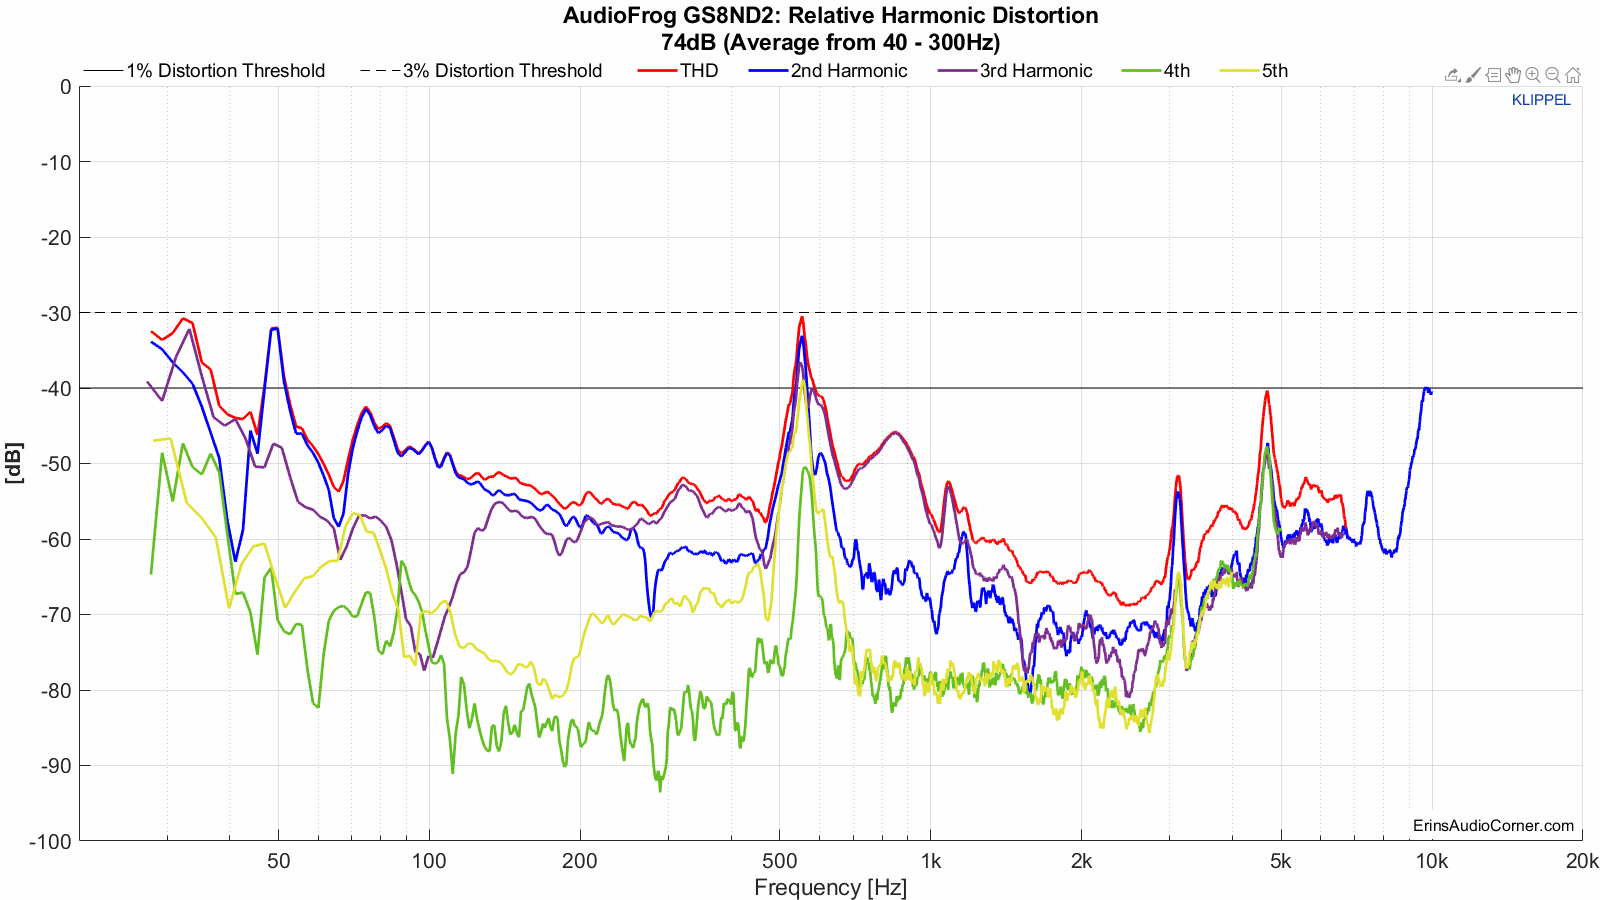 AudioFrog GS8ND2: Relative Harmonic Distortion
74dB (Average from 40 - 300Hz)
1% Distortion Threshold 3% Distortion Threshold THD 2nd Harmonic 3rd Harmonic 4th 5th
KLIPPEL
0
-10
-20
-30
-40
-50
-60
-70
-80
-90
-100
[dB]
ErinsAudioCorner.com
50 100 200 500 1k 2k 5k 10k 20k
Frequency [Hz]